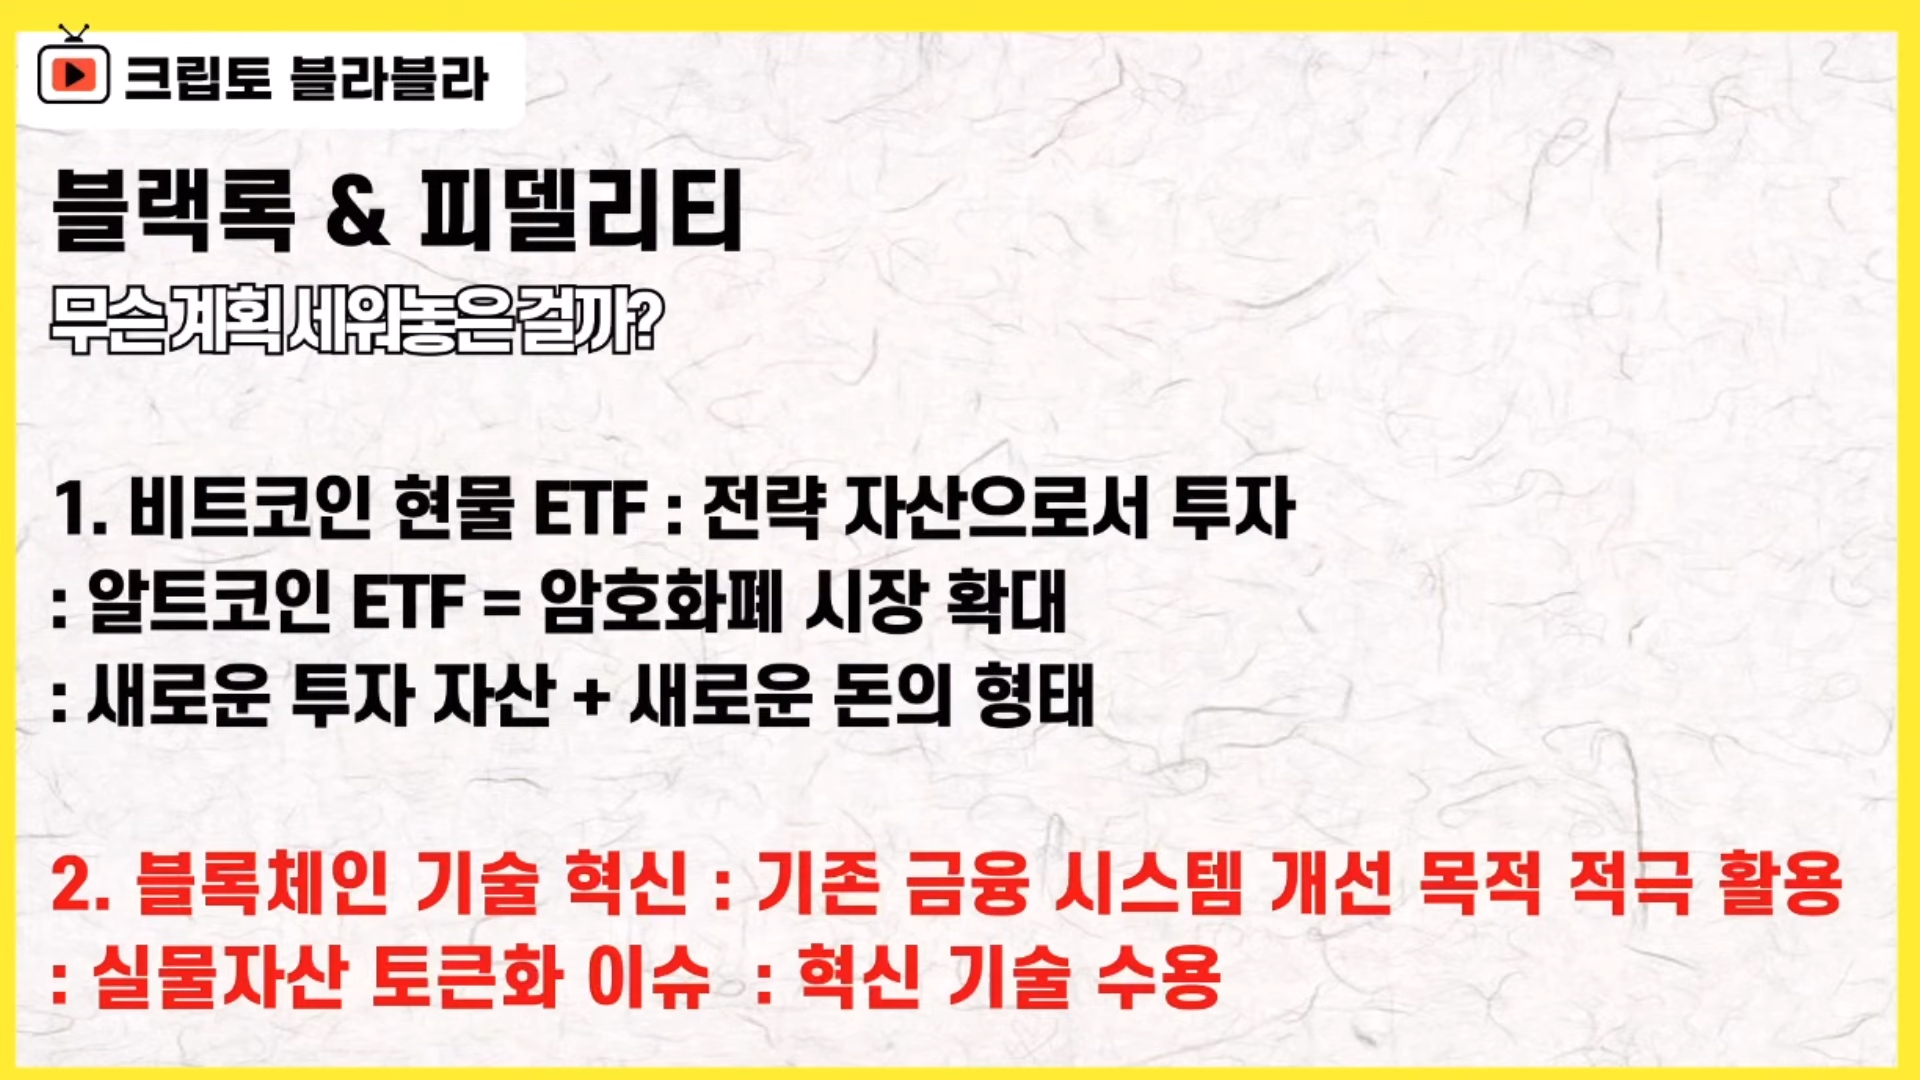 크립토 블라블라
블랙록 & 피델리티
무슨 계획 세워놓은 걸까?
1. 비트코인 현물 ETF : 전략 자산으로서 투자
: 알트코인 ETF = 암호화폐 시장 확대
: 새로운 투자 자산 + 새로운 돈의 형태
2. 블록체인 기술 혁신 : 기존 금융 시스템 개선 목적 적극 활용
: 실물자산 토큰화 이슈 : 혁신 기술 수용